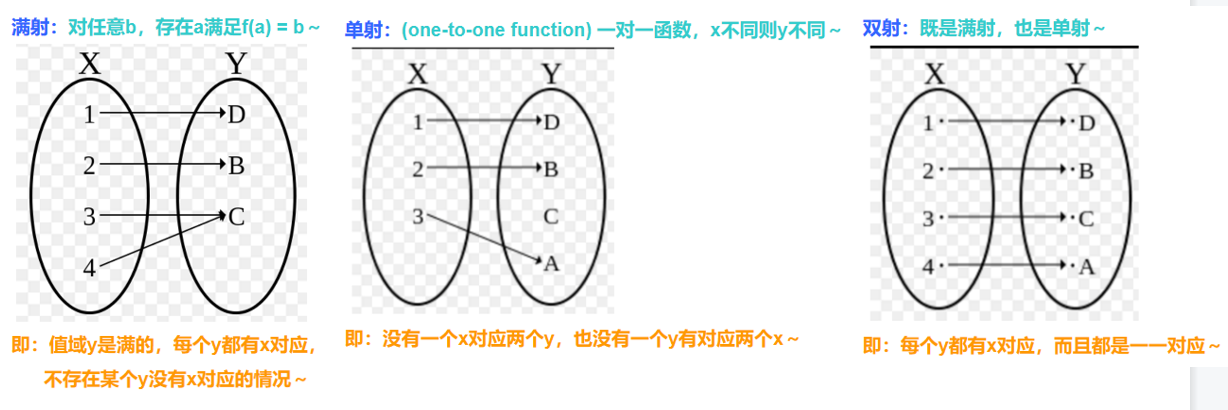 满射：对任意b，存在a满足f(a) = b～
X Y
1 D
2 B
3 C
4
即：值域y是满的，每个y都有x对应，
不存在某个y没有x对应的情况～
单射：(one-to-one function) 一对一函数，x不同则y不同～
X Y
1 D
2 B
3 C
A
即：没有一个x对应两个y，也没有一个y有对应两个x～
双射：既是满射，也是单射～
X Y
1 D
2 B
3 C
4 A
即：每个y都有x对应，而且都是一一对应～